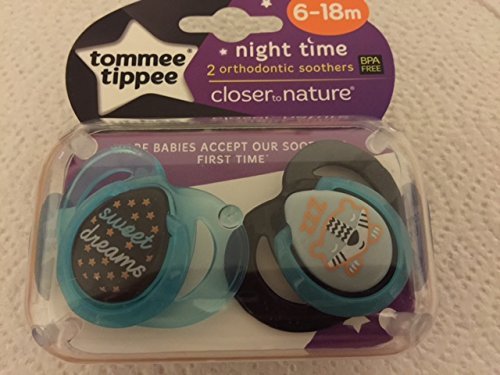 6-18m
tommee
tippee
night time
2 orthodontic soothers
BPA
FREE
closer to nature®
BABIES ACCEPT OUR
FIRST TIME*
sweet
dreams
ZZZ